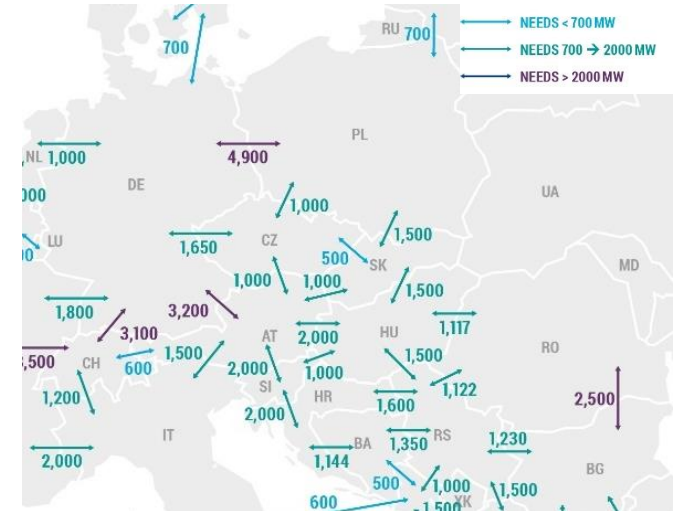 RU 700
NEEDS < 700 MW
700
NEEDS 700 → 2000 MW
NEEDS > 2000 MW
PL
NL 1,000
4,900
DE
UA
1,000
LU
1,650
CZ
1,500
500
SK
MD
1,000
1,000
1,500
1,800
3,200
3,100
AT
2,000
HU
1,117
RO
CH
600
1,500
2,000
1,000
1,500
1,122
SI
HR
1,200
2,000
1,600
2,500
IT
BA
1,350
RS
1,230
2,000
1,144
BG
500
1,000
1,500
600
XK
1,500